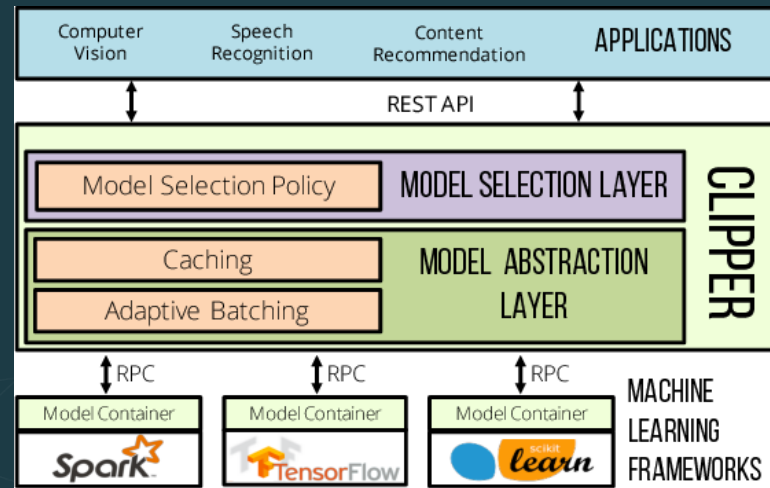 Computer Vision
Speech Recognition
Content Recommendation
APPLICATIONS
REST API
Model Selection Policy
MODEL SELECTION LAYER
CLIPPER
Caching
Adaptive Batching
MODEL ABSTRACTION
LAYER
RPC
RPC
RPC
Model Container
Model Container
Model Container
Spark
TensorFlow
scikit
learn
MACHINE
LEARNING
FRAMEWORKS